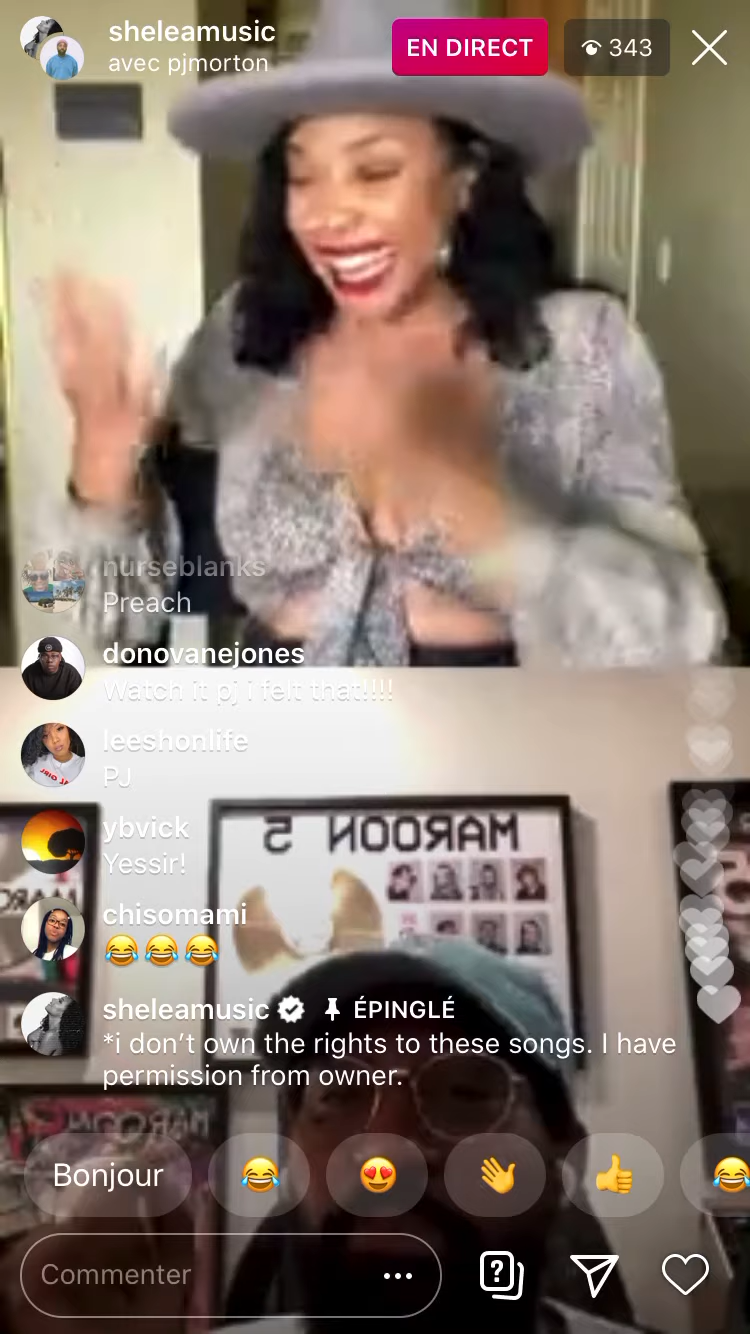 sheleamusic
avec pjmorton
EN DIRECT
343
nurseblanks
Preach
donovanejones
Watch it pj i felt that!!!!
leeshonlife
PJ
MAROON 5
ybvick
Yessir!
chisomami
😂😂😂
sheleamusic ÉPINGLÉ
*i don’t own the rights to these songs. I have
permission from owner.
Bonjour 😂 😍 👋 👍 😂
Commenter